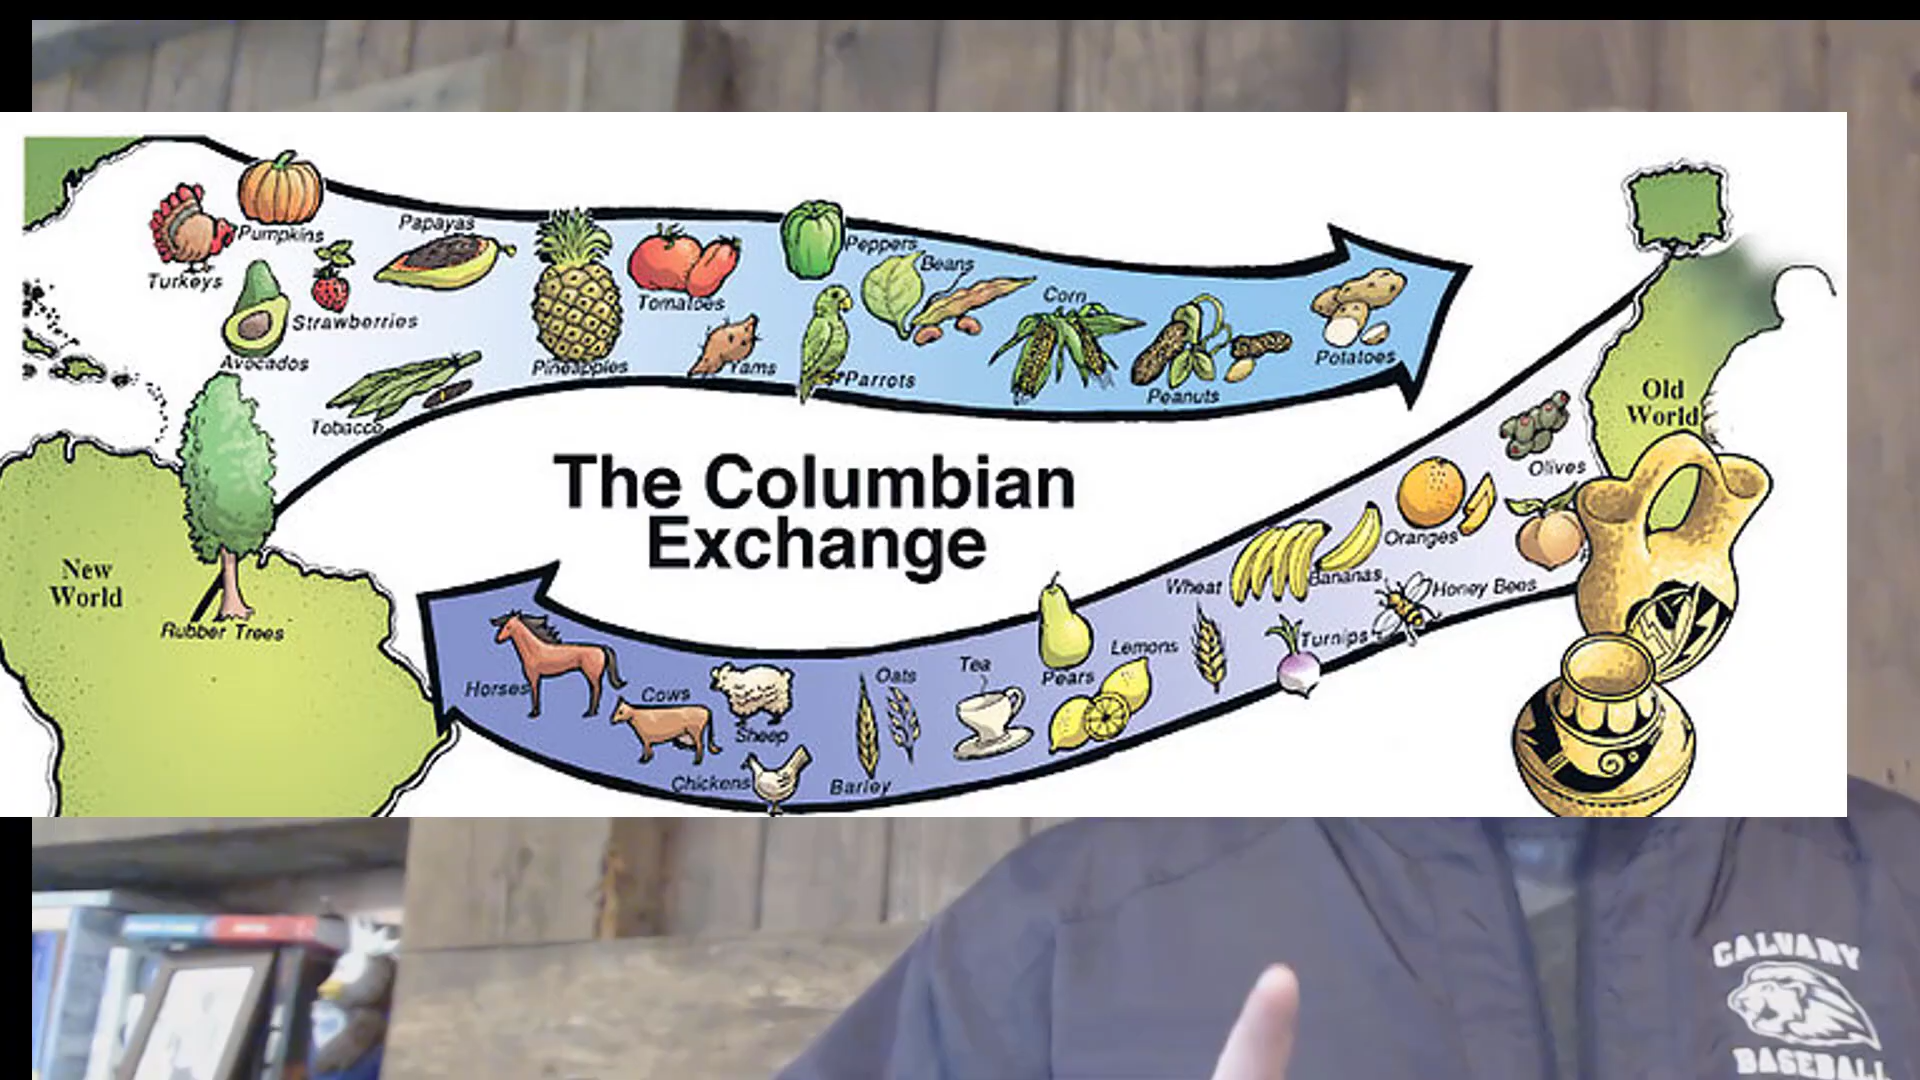 Pumpkins
Turkeys
Papayas
Strawberries
Avocados
Tobacco
Pineapples
Tomatoes
Yams
Peppers
Beans
Parrots
Corn
Peanuts
Potatoes
The Columbian
Exchange
Old
World
Olives
Oranges
Bananas
Honey Bees
Wheat
Turnips
Lemons
Pears
Tea
Oats
Barley
Cows
Sheep
Chickens
Horses
New
World
Rubber Trees
CALVARY
BASEBALL